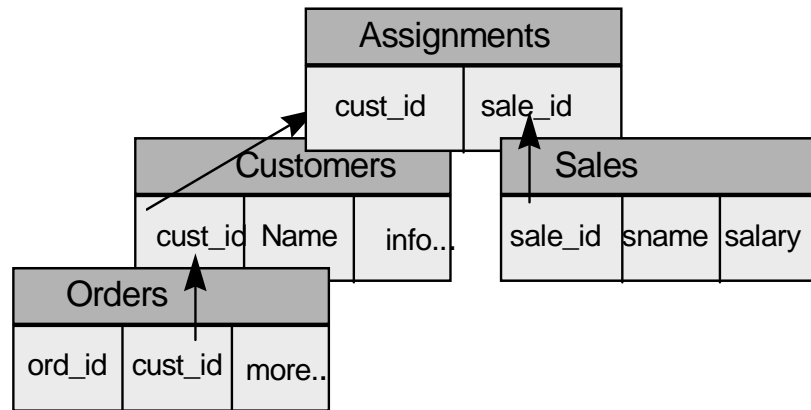 Assignments
cust_id sale_id
Customers
Sales
cust_id Name info...
sale_id sname salary
Orders
ord_id cust_id more..